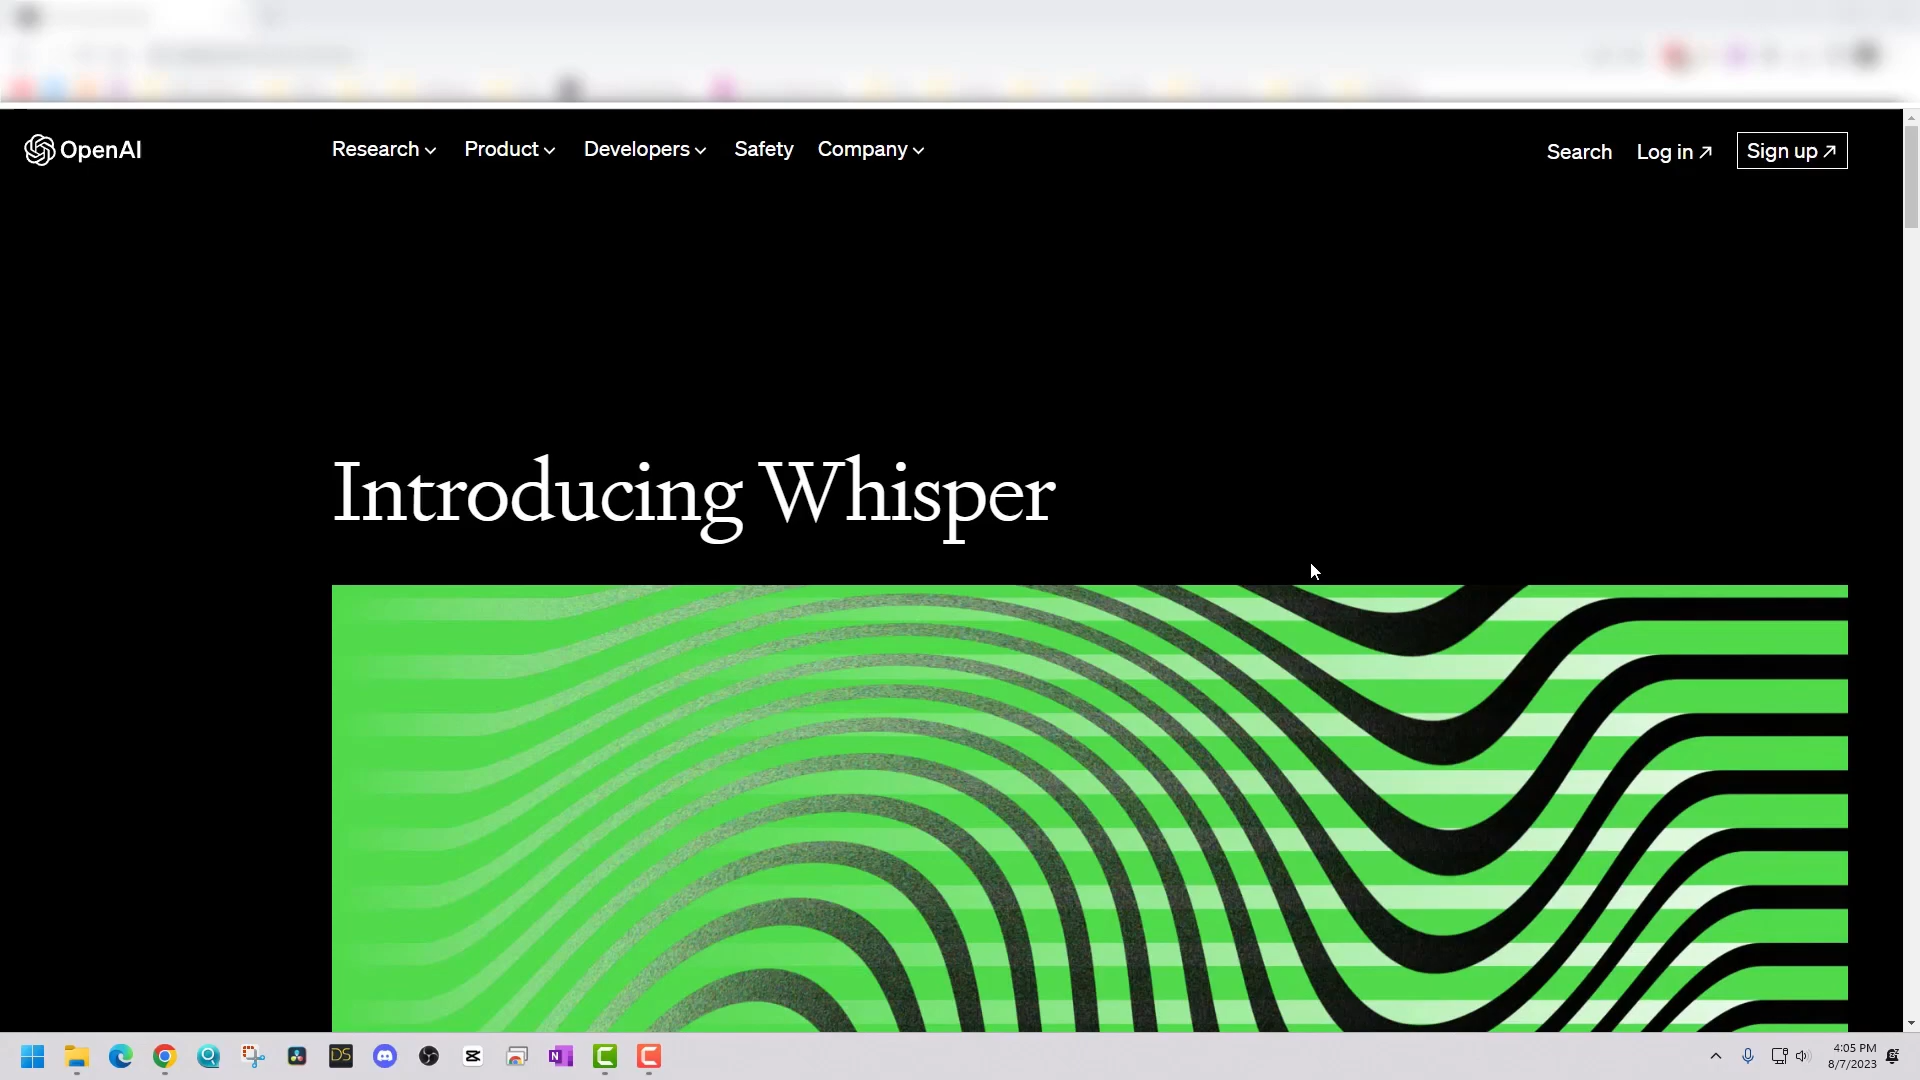 OpenAI
Research
Product
Developers
Safety
Company
Search
Log in ↗
Sign up ↗
Introducing Whisper
DS
N
4:05 PM
8/7/2023